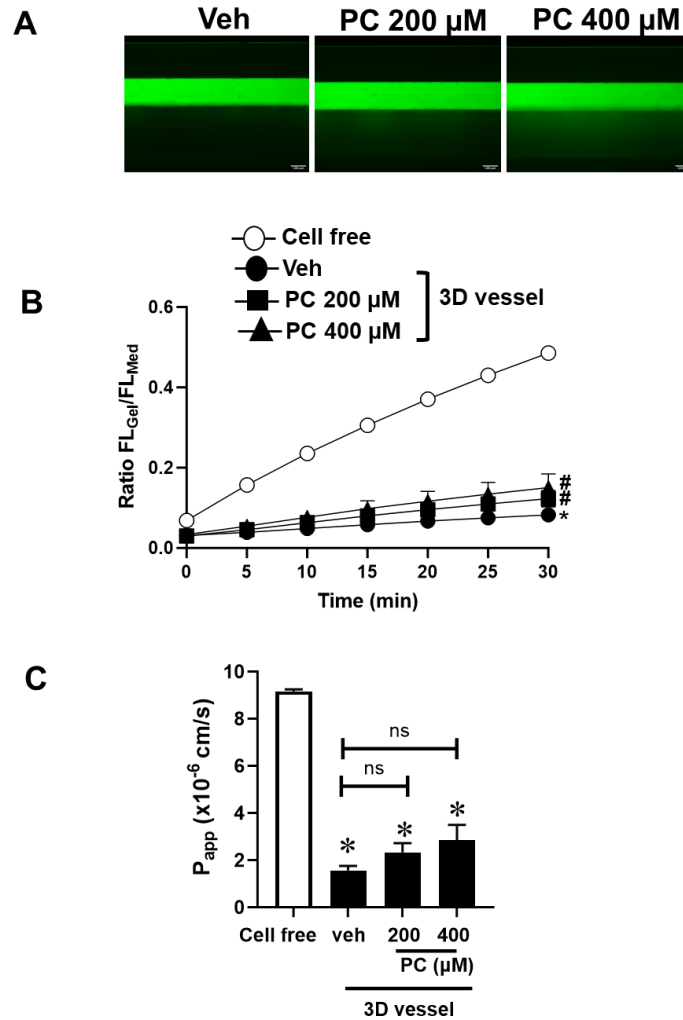 A
Veh PC 200 µM PC 400 µM
Cell free
Veh
PC 200 µM
PC 400 µM
3D vessel
B
Ratio FLGel/FLMed
0.6
0.4
0.2
0.0
0 5 10 15 20 25 30
Time (min)
#
#
*
C
Papp (x10-6 cm/s)
10
8
6
4
2
0
ns
ns
* * *
Cell free veh 200 400
PC (µM)
3D vessel